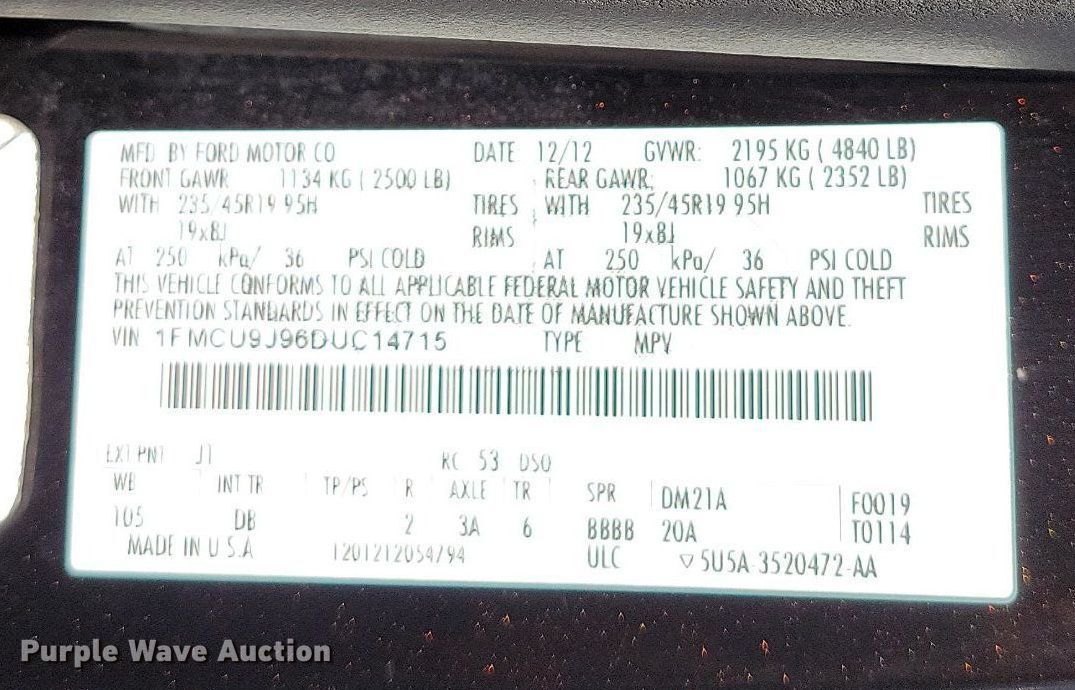 MFD BY FORD MOTOR CO DATE 12/12 GVWR: 2195 KG ( 4840 LB)
FRONT GAWR 1134 KG ( 2500 LB) REAR GAWR: 1067 KG ( 2352 LB)
WITH 235/45R19 95H TIRES WITH 235/45R19 95H TIRES
19x8J RIMS 19x8J RIMS
AT 250 kPa/ 36 PSI COLD AT 250 kPa/ 36 PSI COLD
THIS VEHICLE CONFORMS TO ALL APPLICABLE FEDERAL MOTOR VEHICLE SAFETY AND THEFT
PREVENTION STANDARDS IN EFFECT ON THE DATE OF MANUFACTURE SHOWN ABOVE.
VIN 1FMCU9J96DUC14715 TYPE MPV
EXT PNT JT RC 53 DSO
WB INT TR TP/PS R AXLE TR SPR DM21A F0019
105 DB 2 3A 6 BBBB 20A T0114
MADE IN U S.A 1201212054794 ULC ▽5U5A-3520472-AA
Purple Wave Auction